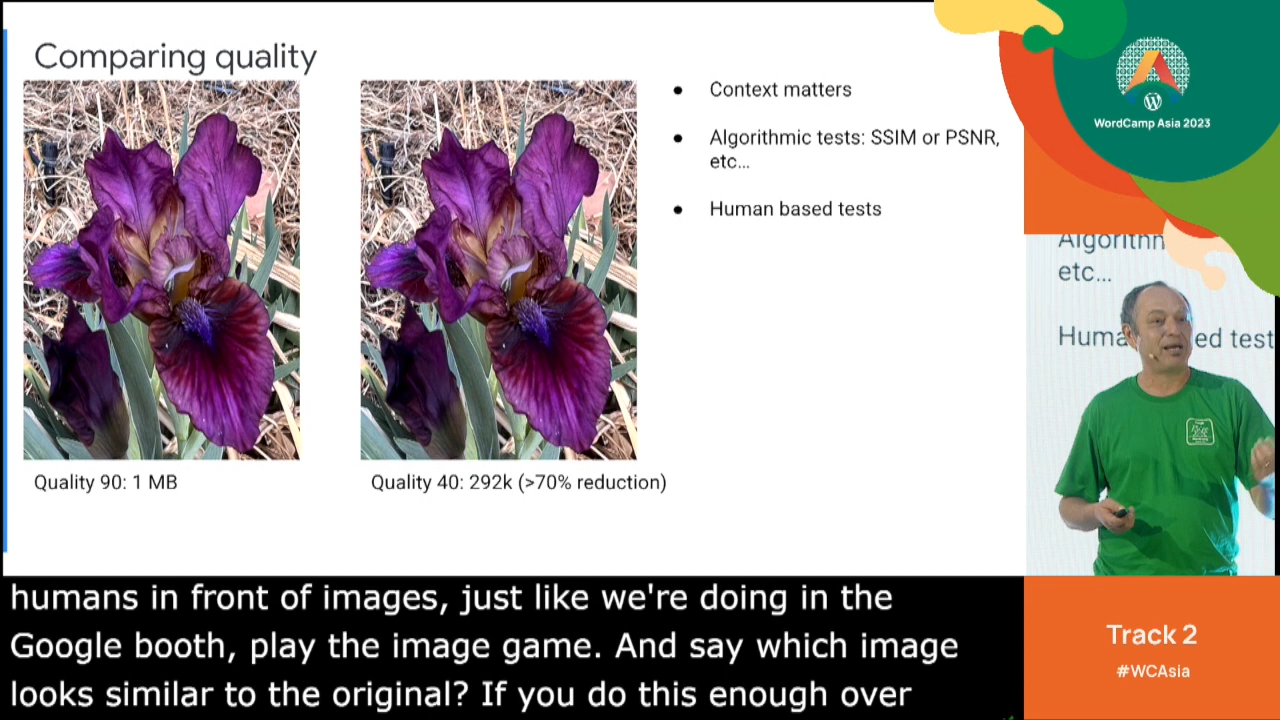 Comparing quality
Context matters
Algorithmic tests: SSIM or PSNR,
etc...
Human based tests
Quality 90: 1 MB
Quality 40: 292k (>70% reduction)
WordCamp Asia 2023
Algorithm
etc...
Huma ed test
humans in front of images, just like we're doing in the
Google booth, play the image game. And say which image
looks similar to the original? If you do this enough over
Track 2
#WCAsia